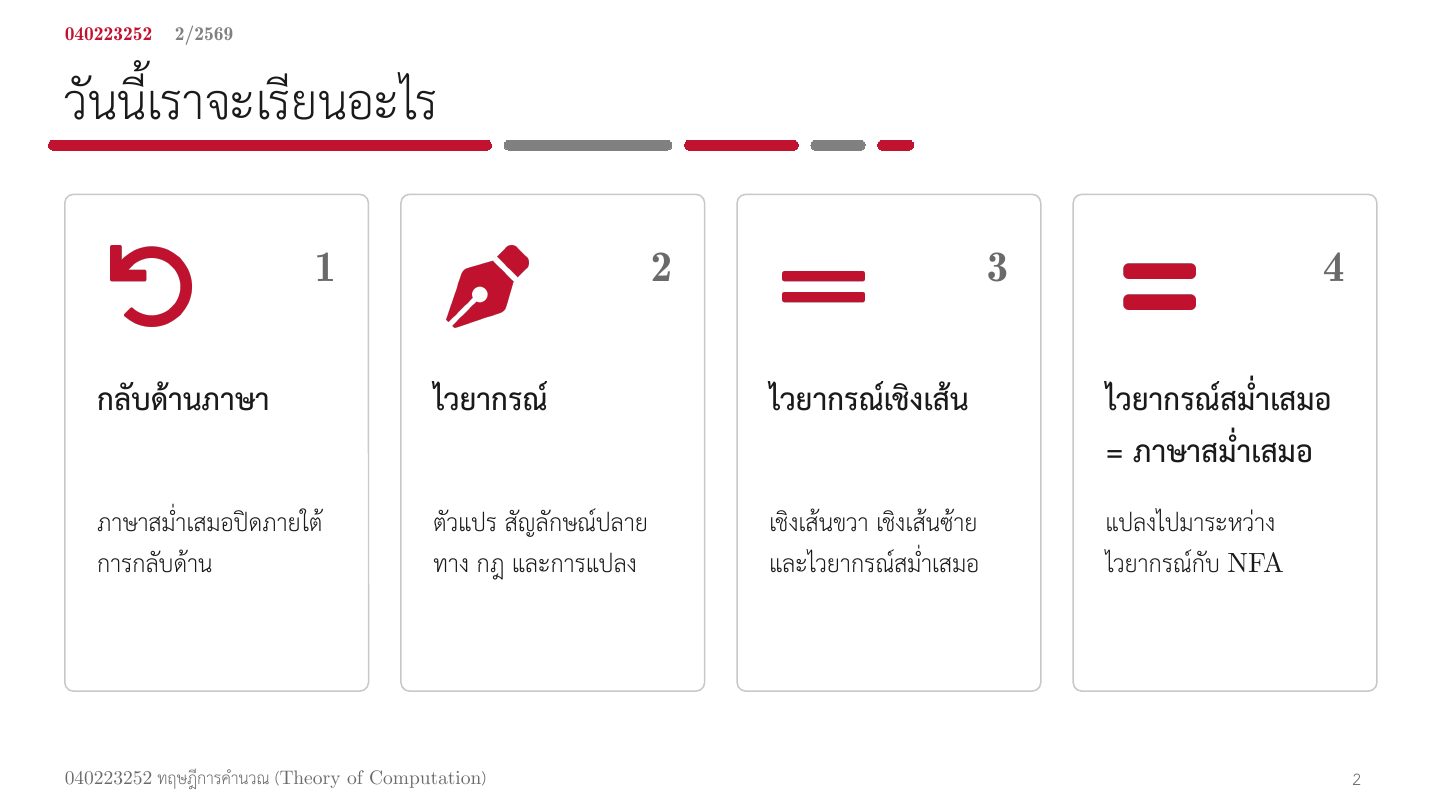 040223252 2/2569
วันนี้เราจะเรียนอะไร
1
กลับด้านภาษา
ภาษาสม่ำเสมอปิดภายใต้
การกลับด้าน
2
ไวยากรณ์
ตัวแปร สัญลักษณ์ปลาย
ทาง กฎ และการแปลง
3
ไวยากรณ์เชิงเส้น
เชิงเส้นขวา เชิงเส้นซ้าย
และไวยากรณ์สม่ำเสมอ
4
ไวยากรณ์สม่ำเสมอ
= ภาษาสม่ำเสมอ
แปลงไปมาระหว่าง
ไวยากรณ์กับ NFA
040223252 ทฤษฎีการคำนวณ (Theory of Computation)
2